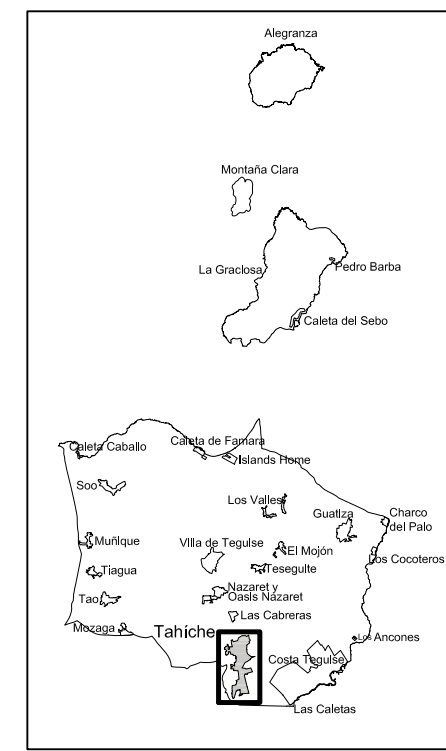 Alegranza
Montaña Clara
La Graclosa
Pedro Barba
Caleta del Sebo
Caleta Caballo
Caleta de Famara
Islands Home
Soo
Los Valles
Guatlza
Charco
del Palo
Muñlque
VIlla de Tegulse
El Mojón
Los Cocoteros
Tiagua
Tesegulte
Nazaret y
Oasis Nazaret
Tao
Las Cabreras
Mozaga
Tahíche
Los Ancones
Costa Tegulse
Las Caletas